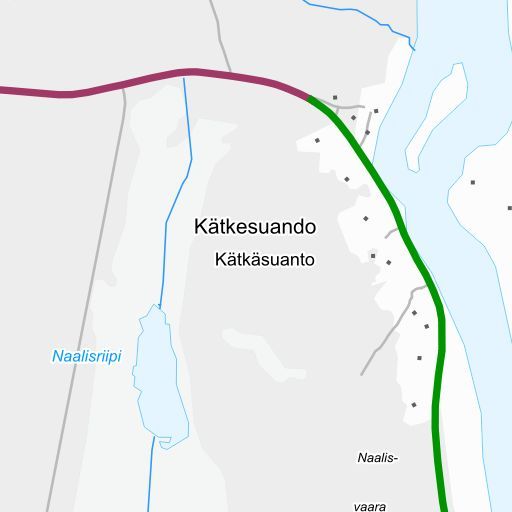 Kätkesuando
Kätkäsuanto
Naalisriipi
Naalis-
vaara